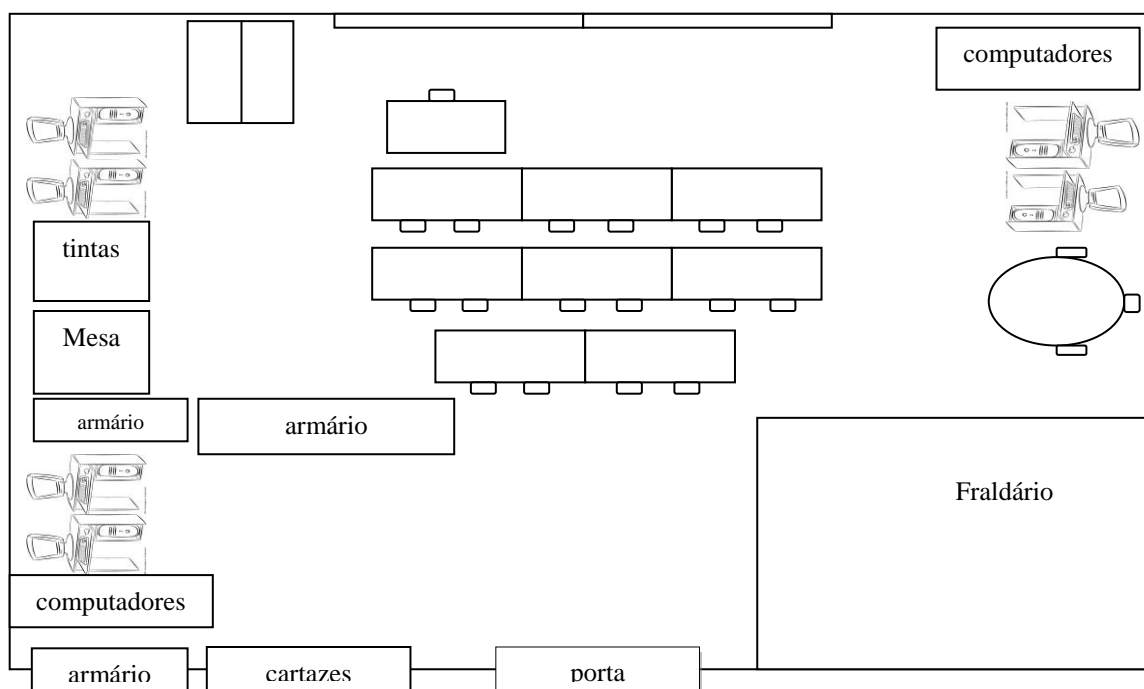 computadores
tintas
Mesa
armário
armário
Fraldário
computadores
armário
cartazes
porta